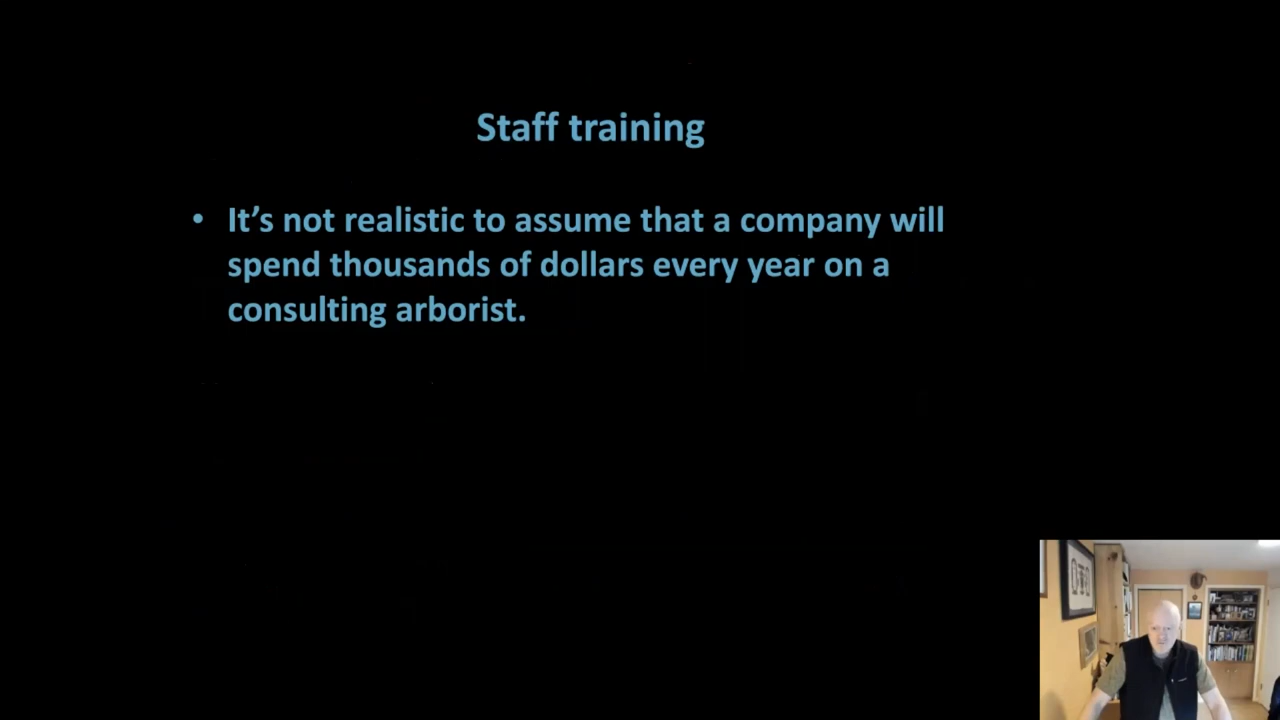 Staff training
• It’s not realistic to assume that a company will
spend thousands of dollars every year on a
consulting arborist.